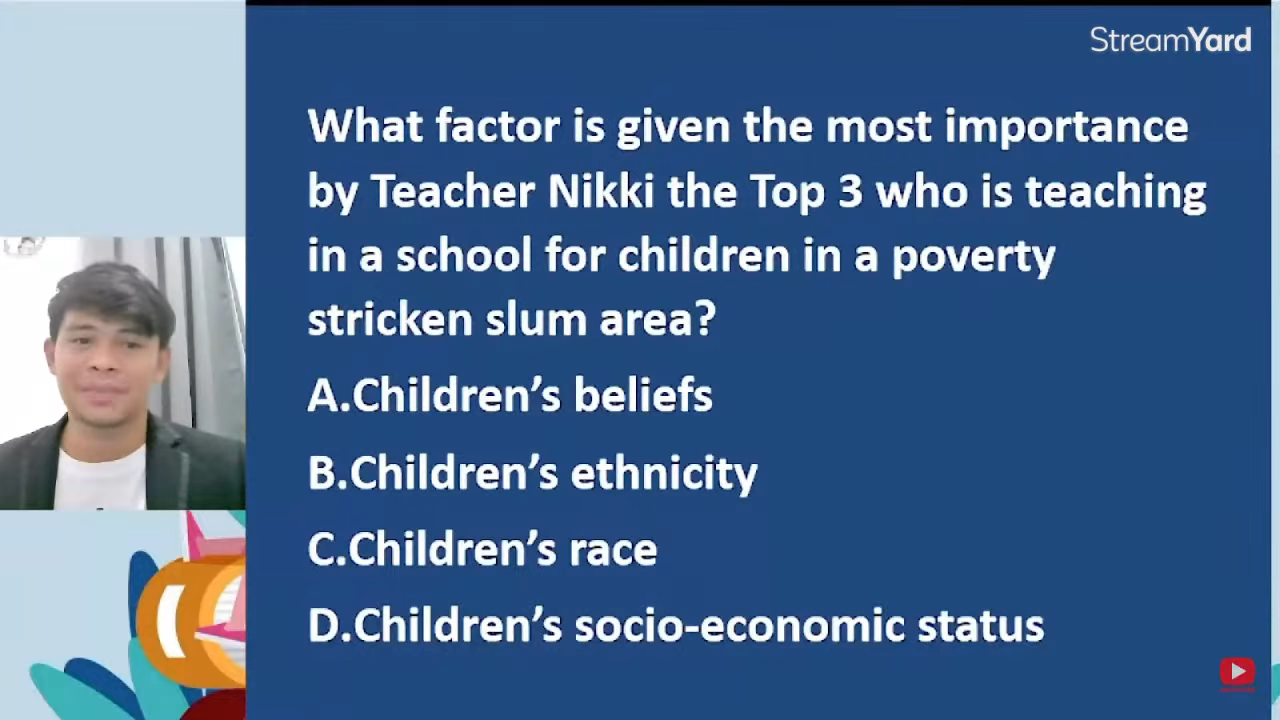 StreamYard
What factor is given the most importance
by Teacher Nikki the Top 3 who is teaching
in a school for children in a poverty
stricken slum area?
A.Children’s beliefs
B.Children’s ethnicity
C.Children’s race
D.Children’s socio-economic status